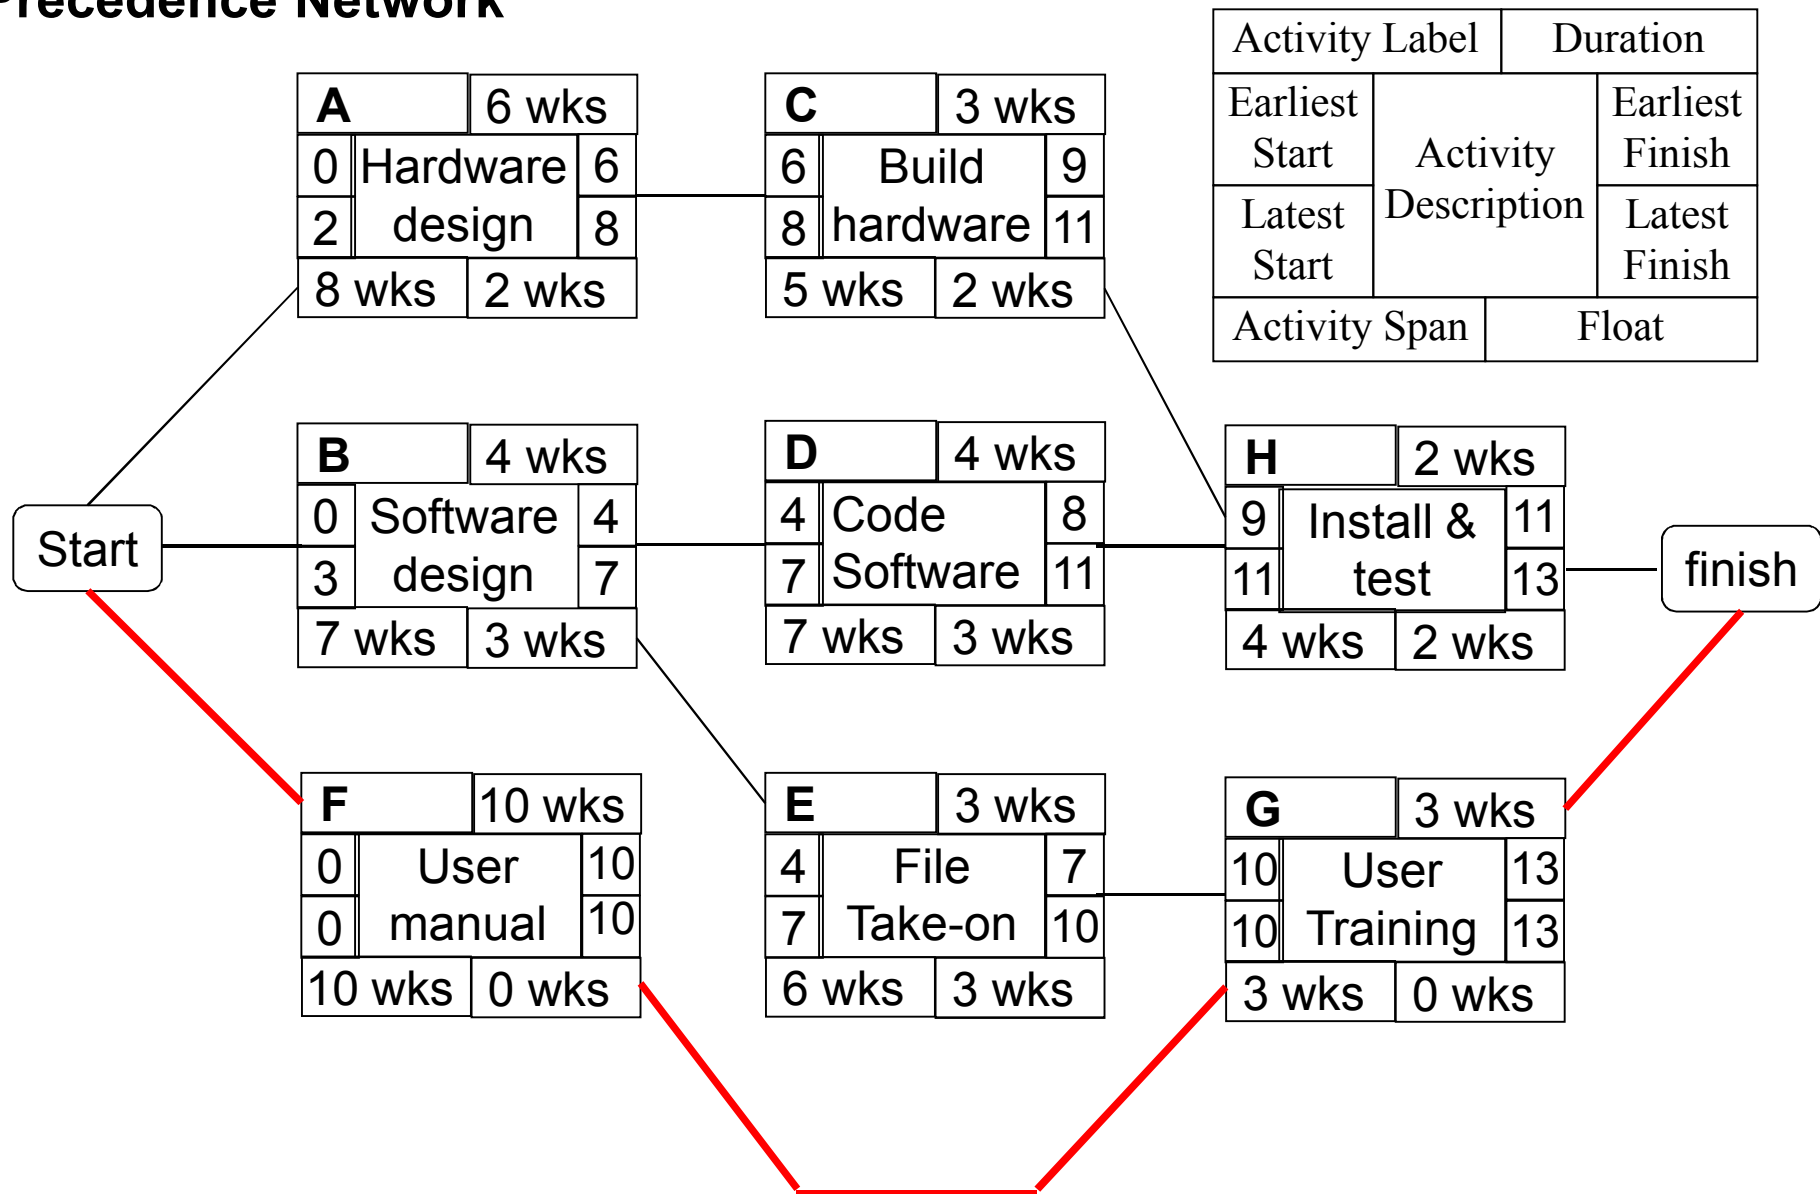 Precedence Network
Activity Label Duration
Earliest Start
Activity Description
Earliest Finish
Latest Start
Latest Finish
Activity Span Float
A 6 wks
0 Hardware 6
2 design 8
8 wks 2 wks
C 3 wks
6 Build 9
8 hardware 11
5 wks 2 wks
Start
B 4 wks
0 Software 4
3 design 7
7 wks 3 wks
D 4 wks
4 Code 8
7 Software 11
7 wks 3 wks
H 2 wks
9 Install & 11
11 test 13
4 wks 2 wks
finish
F 10 wks
0 User 10
0 manual 10
10 wks 0 wks
E 3 wks
4 File 7
7 Take-on 10
6 wks 3 wks
G 3 wks
10 User 13
10 Training 13
3 wks 0 wks